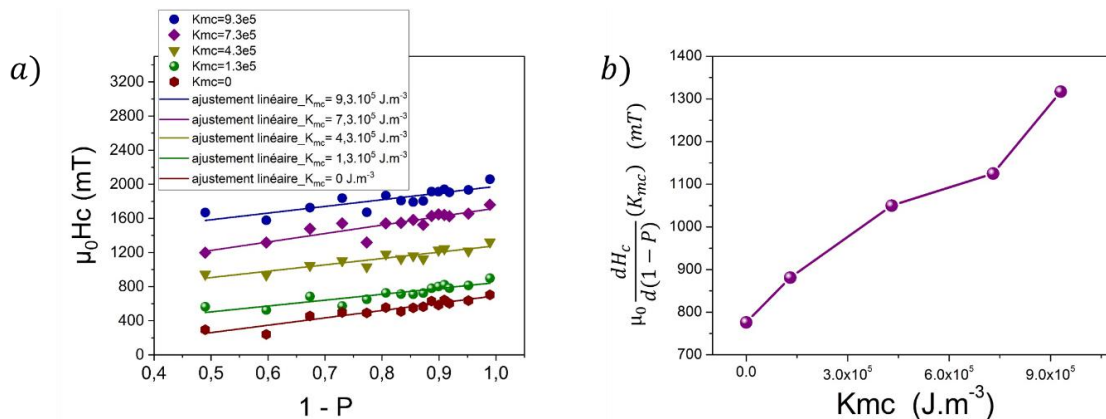 a)
Kmc=9.3e5
Kmc=7.3e5
Kmc=4.3e5
Kmc=1.3e5
Kmc=0
ajustement linéaire_Kmc= 9,3.10⁵ J.m⁻³
ajustement linéaire_Kmc= 7,3.10⁵ J.m⁻³
ajustement linéaire_Kmc= 4,3.10⁵ J.m⁻³
ajustement linéaire_Kmc= 1,3.10⁵ J.m⁻³
ajustement linéaire_Kmc= 0 J.m⁻³
3200
2800
2400
2000
1600
1200
800
400
0
µ₀Hc (mT)
0,4 0,5 0,6 0,7 0,8 0,9 1,0
1 - P
b)
1400
1300
1200
1100
1000
900
800
700
µ₀ dHc/d(1 − P) (Kmc) (mT)
0.0 3.0x10⁵ 6.0x10⁵ 9.0x10⁵
Kmc (J.m⁻³)